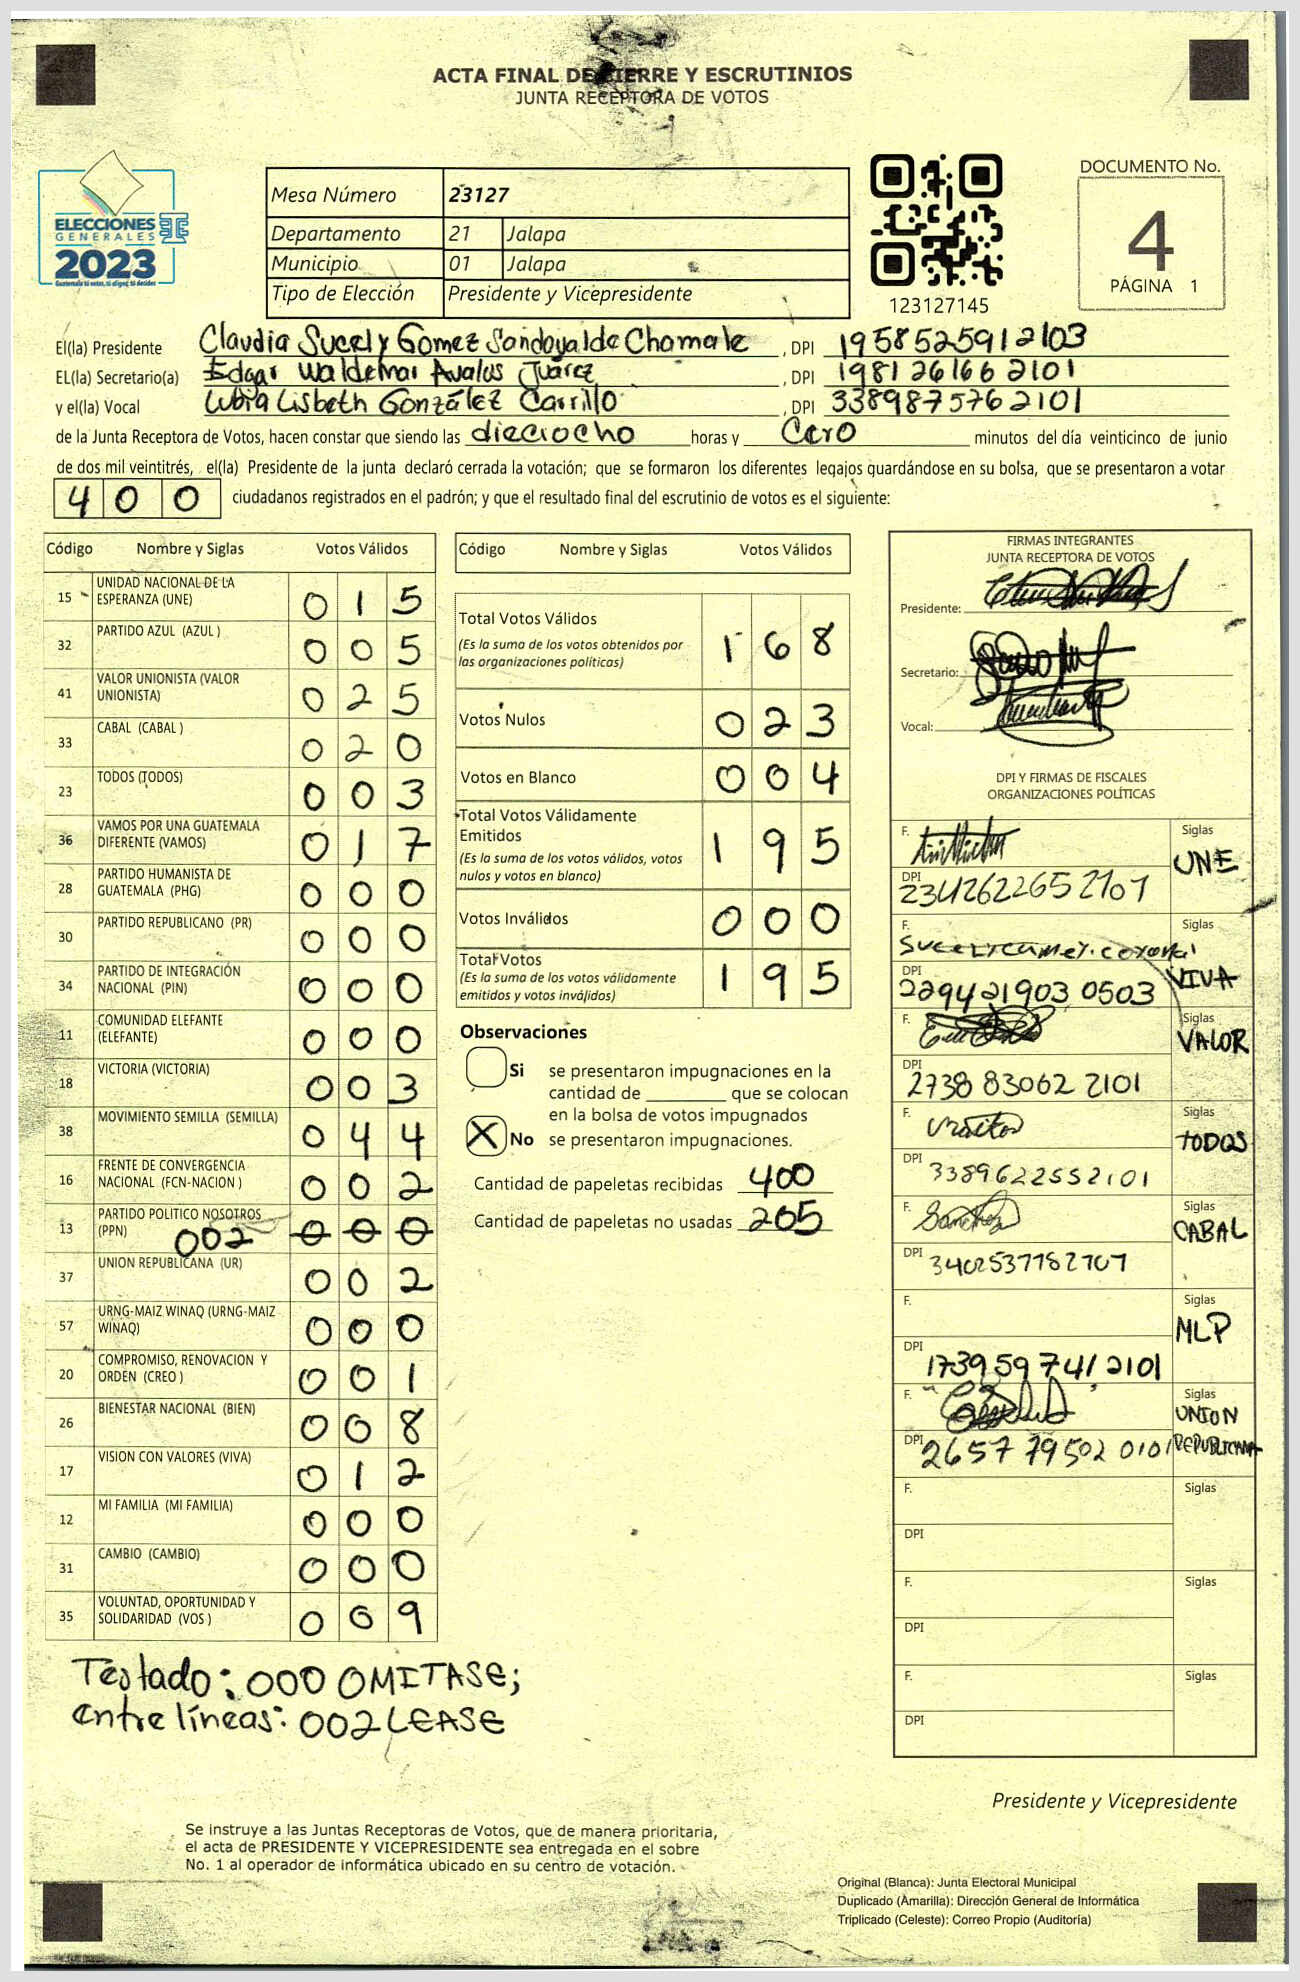 ACTA FINAL DE CIERRE Y ESCRUTINIOS
JUNTA RECEPTORA DE VOTOS
ELECCIONES
GENERALES
2023
Guatemala tú votas, tú eliges, tú decides
Mesa Número 23127
Departamento 21 Jalapa
Municipio 01 Jalapa
Tipo de Elección Presidente y Vicepresidente
123127145
DOCUMENTO No.
4
PÁGINA 1
El(la) Presidente Claudia Sucely Gomez Sandoval de Chamale, DPI 1958525912103
EL(la) Secretario(a) Edgar Waldemar Avalos Juárez, DPI 1981261662101
y el(la) Vocal Lubia Lisbeth González Carrillo, DPI 3389875762101
de la Junta Receptora de Votos, hacen constar que siendo las dieciocho horas y Cero minutos del día veinticinco de junio
de dos mil veintitrés, el(la) Presidente de la junta declaró cerrada la votación; que se formaron los diferentes legajos guardándose en su bolsa, que se presentaron a votar
400 ciudadanos registrados en el padrón; y que el resultado final del escrutinio de votos es el siguiente:
Código Nombre y Siglas Votos Válidos
15 UNIDAD NACIONAL DE LA
ESPERANZA (UNE) 015
32 PARTIDO AZUL (AZUL ) 005
41 VALOR UNIONISTA (VALOR
UNIONISTA) 025
33 CABAL (CABAL ) 020
23 TODOS (TODOS) 003
36 VAMOS POR UNA GUATEMALA
DIFERENTE (VAMOS) 017
28 PARTIDO HUMANISTA DE
GUATEMALA (PHG) 000
30 PARTIDO REPUBLICANO (PR) 000
34 PARTIDO DE INTEGRACIÓN
NACIONAL (PIN) 000
11 COMUNIDAD ELEFANTE
(ELEFANTE) 000
18 VICTORIA (VICTORIA) 003
38 MOVIMIENTO SEMILLA (SEMILLA) 044
16 FRENTE DE CONVERGENCIA
NACIONAL (FCN-NACION ) 002
13 PARTIDO POLITICO NOSOTROS
(PPN) 002 000
37 UNION REPUBLICANA (UR) 002
57 URNG-MAIZ WINAQ (URNG-MAIZ
WINAQ) 000
20 COMPROMISO, RENOVACION Y
ORDEN (CREO ) 001
26 BIENESTAR NACIONAL (BIEN) 008
17 VISION CON VALORES (VIVA) 012
12 MI FAMILIA (MI FAMILIA) 000
31 CAMBIO (CAMBIO) 000
35 VOLUNTAD, OPORTUNIDAD Y
SOLIDARIDAD (VOS ) 009
Testado: 000 OMITASE;
entre líneas: 002 LEASE
Código Nombre y Siglas Votos Válidos
Total Votos Válidos 168
(Es la suma de los votos obtenidos por
las organizaciones políticas)
Votos Nulos 023
Votos en Blanco 004
Total Votos Válidamente
Emitidos 195
(Es la suma de los votos válidos, votos
nulos y votos en blanco)
Votos Inválidos 000
Total Votos 195
(Es la suma de los votos válidamente
emitidos y votos inválidos)
Observaciones
Si se presentaron impugnaciones en la
cantidad de ________ que se colocan
en la bolsa de votos impugnados
X No se presentaron impugnaciones.
Cantidad de papeletas recibidas 400
Cantidad de papeletas no usadas 205
FIRMAS INTEGRANTES
JUNTA RECEPTORA DE VOTOS
Presidente:
Secretario:
Vocal:
DPI Y FIRMAS DE FISCALES
ORGANIZACIONES POLÍTICAS
F. Siglas
UNE
DPI 2342622652101
F. Siglas
VIVA
DPI 2294219030503
F. Siglas
VALOR
DPI 2738 83062 2101
F. Siglas
TODOS
DPI 3389622552101
F. Sanchez Siglas
CABAL
DPI 3402537782107
F. Siglas
MLP
DPI 1739597412101
F. Siglas
UNION
REPUBLICANA
DPI 2657 79502 0101
F. Siglas
DPI
F. Siglas
DPI
F. Siglas
DPI
Presidente y Vicepresidente
Se instruye a las Juntas Receptoras de Votos, que de manera prioritaria,
el acta de PRESIDENTE Y VICEPRESIDENTE sea entregada en el sobre
No. 1 al operador de informática ubicado en su centro de votación.
Original (Blanca): Junta Electoral Municipal
Duplicado (Amarilla): Dirección General de Informática
Triplicado (Celeste): Correo Propio (Auditoría)